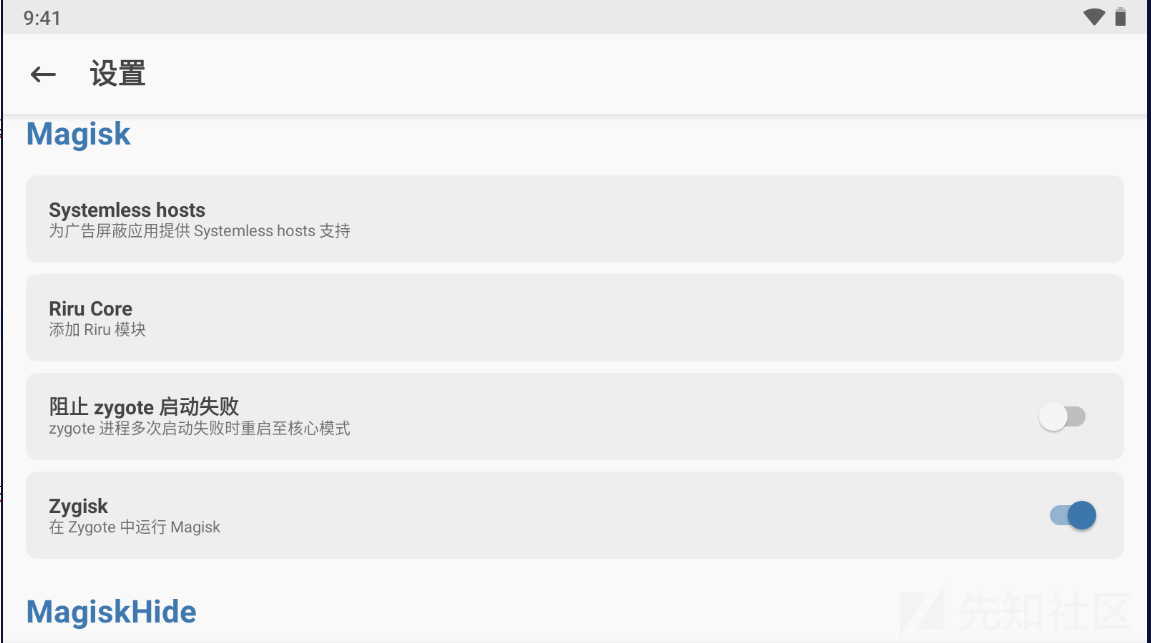 9:41
设置
Magisk
Systemless hosts
为广告屏蔽应用提供 Systemless hosts 支持
Riru Core
添加 Riru 模块
阻止 zygote 启动失败
zygote 进程多次启动失败时重启至核心模式
Zygisk
在 Zygote 中运行 Magisk
MagiskHide
先知社区